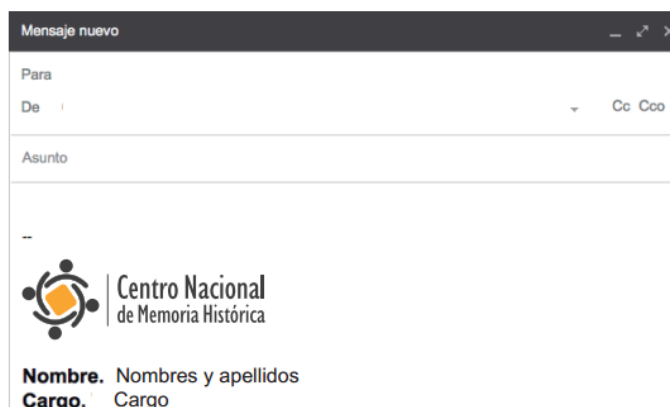 Mensaje nuevo
Para
De
Cc Cco
Asunto
--
Centro Nacional
de Memoria Histórica
Nombre. Nombres y apellidos
Cargo. Cargo